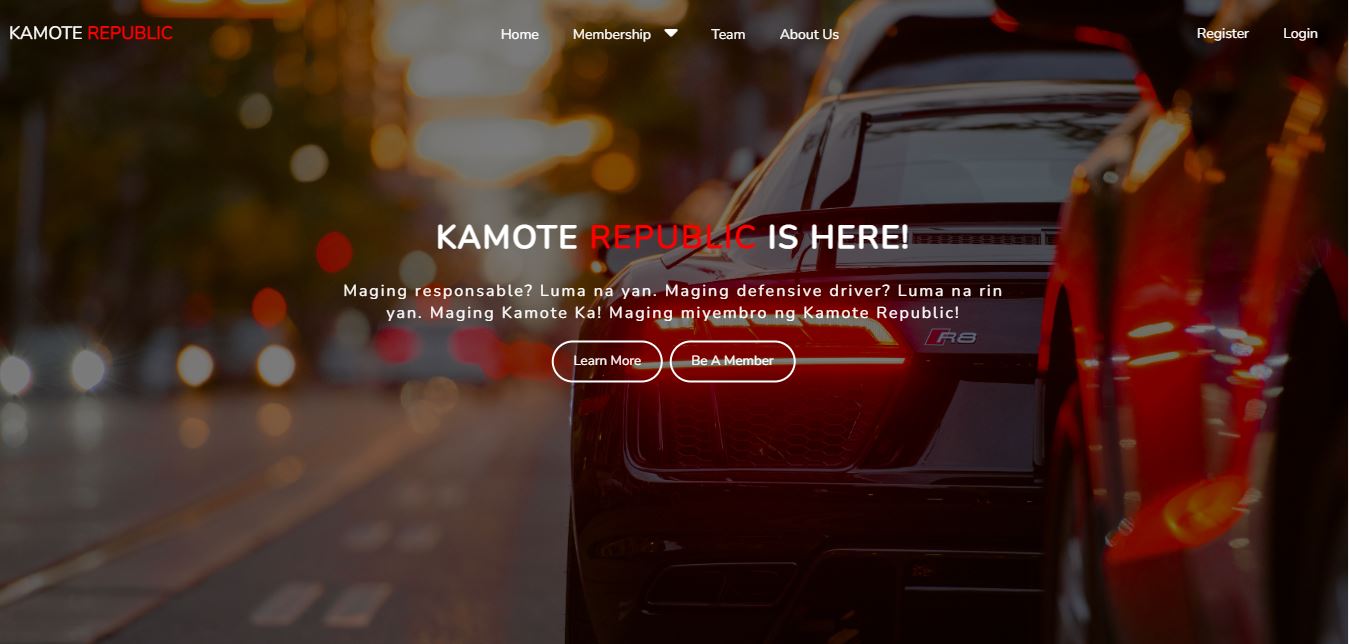 KAMOTE REPUBLIC
Home Membership Team About Us
Register Login
KAMOTE REPUBLIC IS HERE!
Maging responsable? Luma na yan. Maging defensive driver? Luma na rin
yan. Maging Kamote Ka! Maging miyembro ng Kamote Republic!
Learn More Be A Member
R8